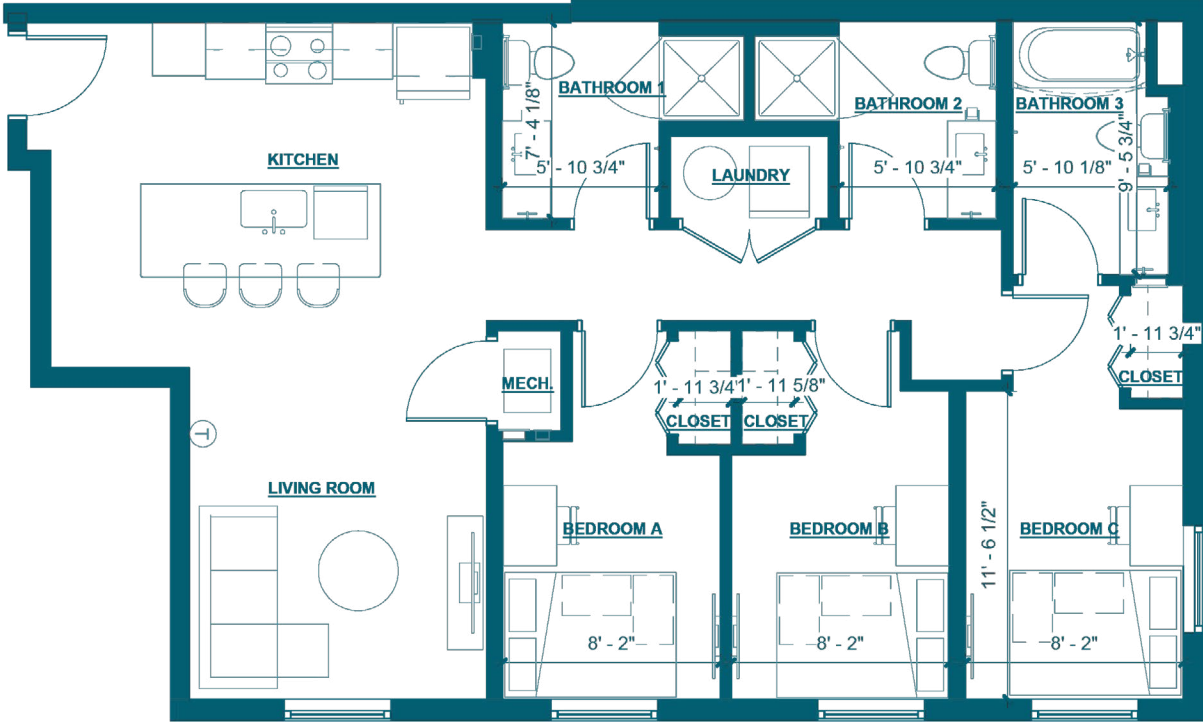 BATHROOM 1
7' - 4 1/8"
5' - 10 3/4"
BATHROOM 2
5' - 10 3/4"
BATHROOM 3
9' - 5 3/4"
5' - 10 1/8"
KITCHEN
LAUNDRY
1' - 11 3/4"
CLOSET
MECH.
1' - 11 3/4"
CLOSET
1' - 11 5/8"
CLOSET
T
LIVING ROOM
BEDROOM A
BEDROOM B
BEDROOM C
11' - 6 1/2"
8' - 2"
8' - 2"
8' - 2"